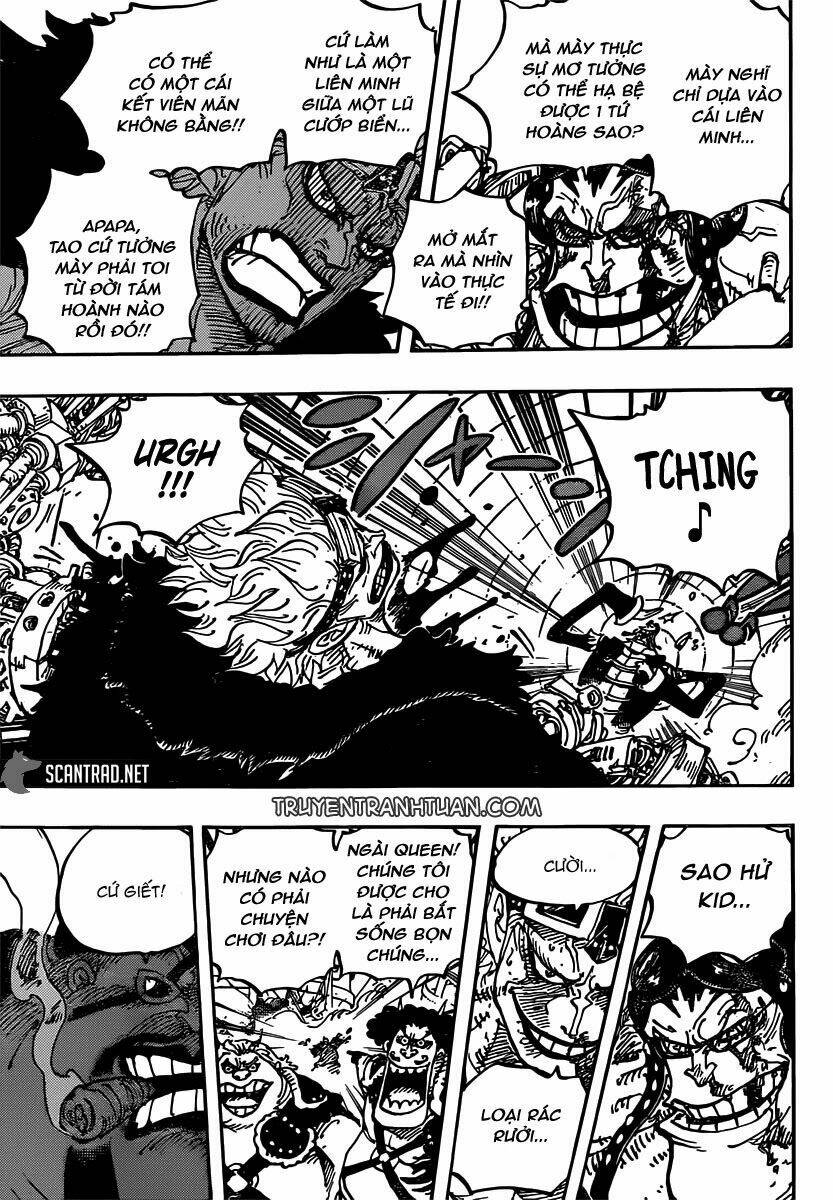 MÀY NGHĨ
CHỈ DỰA VÀO
CÁI LIÊN
MINH...
MÀ MÀY THỰC
SỰ MƠ TƯỞNG
CÓ THỂ HẠ BỆ
ĐƯỢC 1 TỨ
HOÀNG SAO?
MỞ MẮT
RA MÀ NHÌN
VÀO THỰC
TẾ ĐI!!
CỨ LÀM
NHƯ LÀ MỘT
LIÊN MINH
GIỮA MỘT LŨ
CƯỚP BIỂN...
CÓ THỂ
CÓ MỘT CÁI
KẾT VIÊN MÃN
KHÔNG BẰNG!!
APAPA,
TAO CỨ TƯỞNG
MÀY PHẢI TOI
TỪ ĐỜI TÁM
HOÀNH NÀO
RỒI ĐÓ!!
TCHING
URGH
!!!
SCANTRAD.NET
TRUYENTRANHTUAN.COM
SAO HỬ
KID...
CƯỜI...
LOẠI RÁC
RƯỞI...
NGÀI QUEEN!
CHÚNG TÔI
ĐƯỢC CHO
LÀ PHẢI BẮT
SỐNG BỌN
CHÚNG...
NHƯNG NÀO
CÓ PHẢI
CHUYỆN
CHƠI ĐÂU?!
CỨ GIẾT!